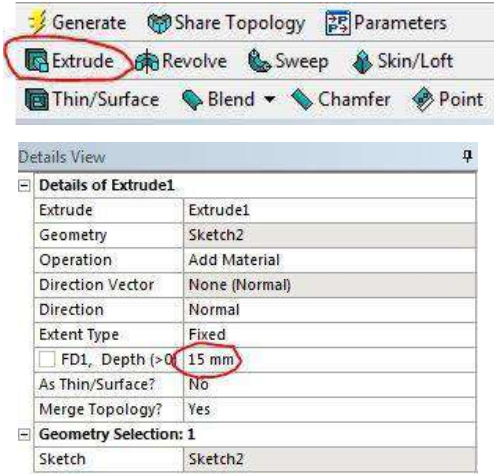 Generate Share Topology Parameters
Extrude Revolve Sweep Skin/Loft
Thin/Surface Blend Chamfer Point
Details View
Details of Extrude1
Extrude Extrude1
Geometry Sketch2
Operation Add Material
Direction Vector None (Normal)
Direction Normal
Extent Type Fixed
FD1, Depth (>0 15 mm
As Thin/Surface? No
Merge Topology? Yes
Geometry Selection: 1
Sketch Sketch2